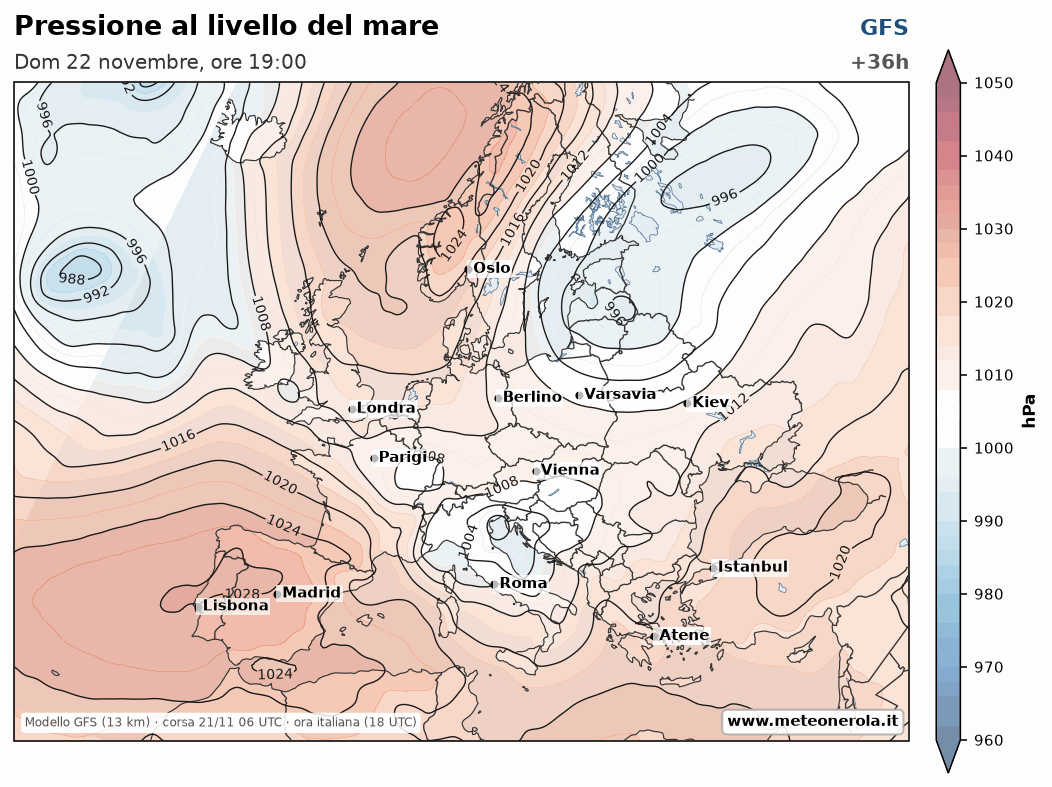 Pressione al livello del mare
GFS
Dom 22 novembre, ore 19:00
+36h
1050
1040
1030
1020
1010
1000
990
980
970
960
hPa
996
1000
996
988
992
1008
1016
1020
1024
1028
1024
1024
1020
1016
1012
1004
1000
996
996
1012
1008
1004
1020
Oslo
Berlino
Varsavia
Kiev
Londra
Parigi
Vienna
Roma
Istanbul
Atene
Madrid
Lisbona
Modello GFS (13 km) · corsa 21/11 06 UTC · ora italiana (18 UTC)
www.meteonerola.it